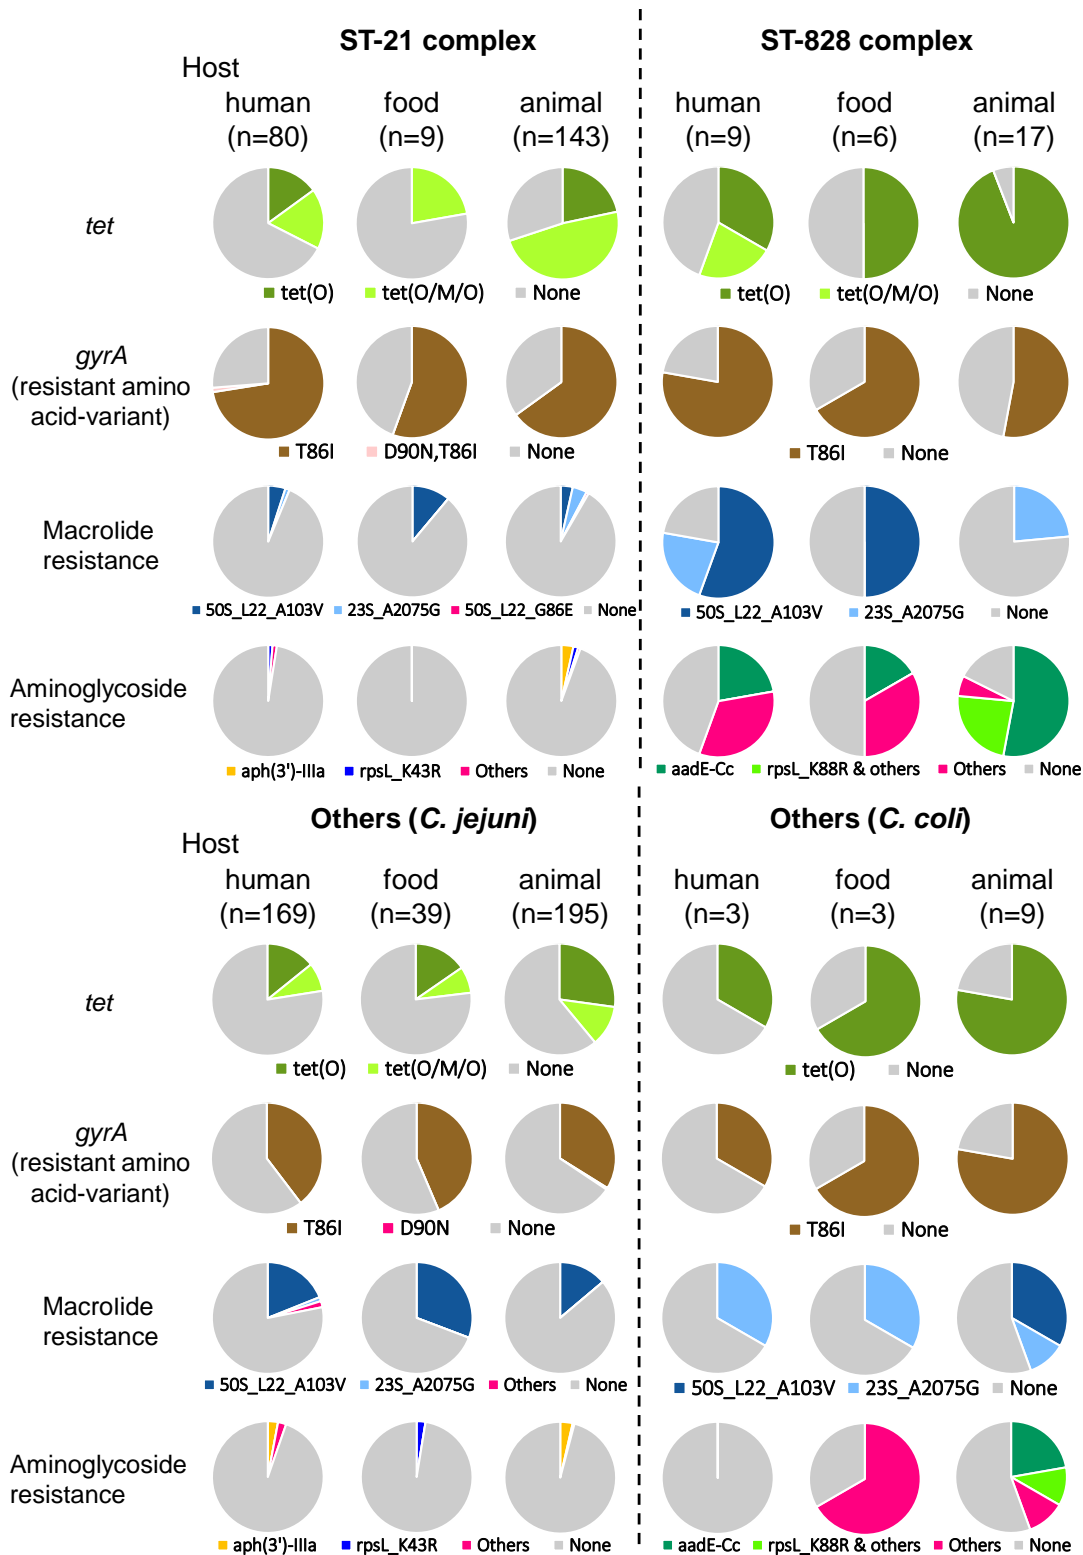 ST-21 complex
ST-828 complex
Host
human
food
animal
human
food
animal
(n=80)
(n=9)
(n=143)
(n=9)
(n=6)
(n=17)
tet
tet(O)
tet(O/M/O)
None
tet(O)
tet(O/M/O)
None
gyrA
(resistant amino
acid-variant)
T86I
D90N,T86I
None
T86I
None
Macrolide
resistance
50S_L22_A103V
23S_A2075G
50S_L22_G86E
None
50S_L22_A103V
23S_A2075G
None
Aminoglycoside
resistance
aph(3')-IIIa
rpsL_K43R
Others
None
aadE-Cc
rpsL_K88R & others
Others
None
Others (C. jejuni)
Others (C. coli)
Host
human
food
animal
human
food
animal
(n=169)
(n=39)
(n=195)
(n=3)
(n=3)
(n=9)
tet
tet(O)
tet(O/M/O)
None
tet(O)
None
gyrA
(resistant amino
acid-variant)
T86I
D90N
None
T86I
None
Macrolide
resistance
50S_L22_A103V
23S_A2075G
Others
None
50S_L22_A103V
23S_A2075G
None
Aminoglycoside
resistance
aph(3')-IIIa
rpsL_K43R
Others
None
aadE-Cc
rpsL_K88R & others
Others
None